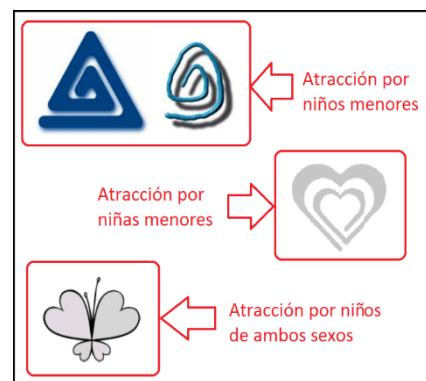 Atracción por
niños menores
Atracción por
niñas menores
Atracción por niños
de ambos sexos